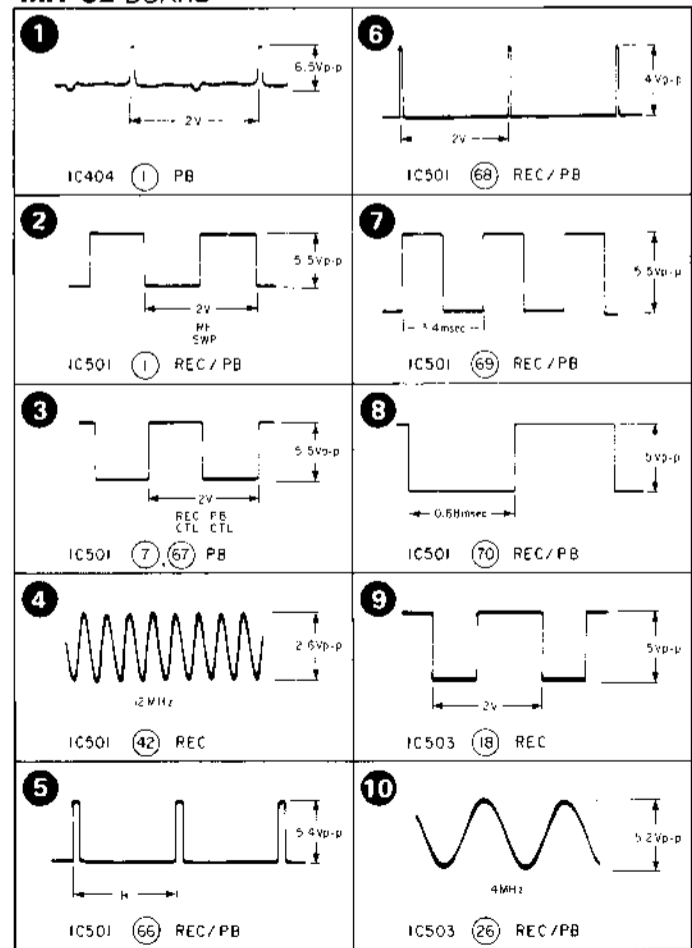 BOARD
1
6.5Vp-p
2V
IC404 1 PB
2
5.5Vp-p
2V
RF
SWP
IC501 1 REC/PB
3
5.5Vp-p
2V
REC PB
CTL CTL
IC501 7, 67 PB
4
2.6Vp-p
12MHz
IC501 42 REC
5
5.4Vp-p
IC501 66 REC/PB
6
4Vp-p
2V
IC501 68 REC/PB
7
5.5Vp-p
IC501 69 REC/PB
8
5Vp-p
0.68msec
IC501 70 REC/PB
9
5Vp-p
2V
IC503 18 REC
10
5.2Vp-p
4MHz
IC503 26 REC/PB